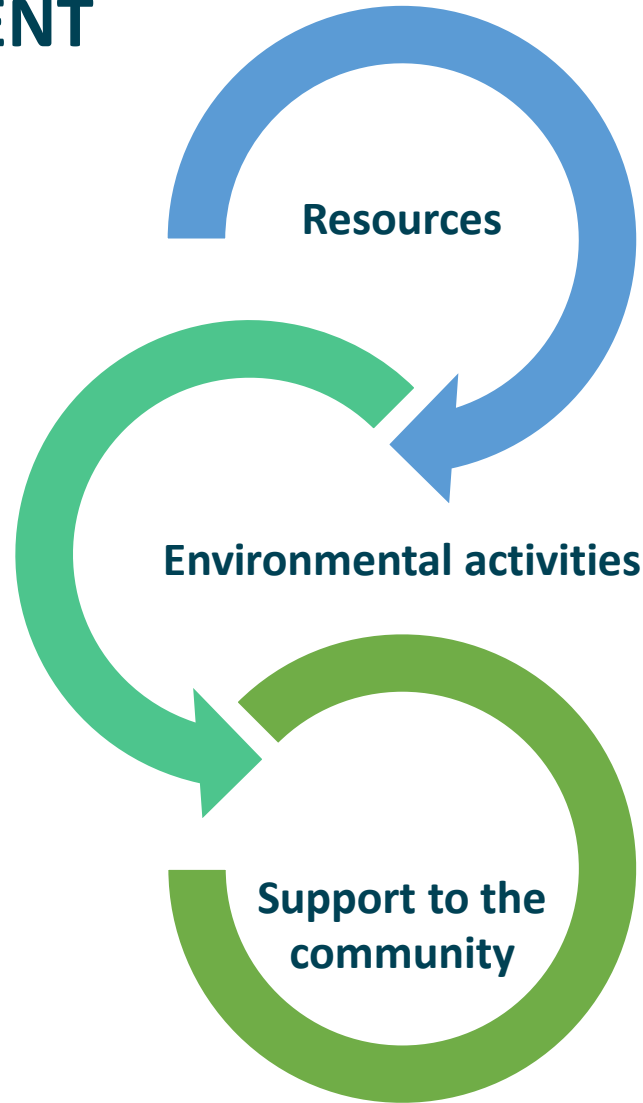 ENT
Resources
Environmental activities
Support to the
community